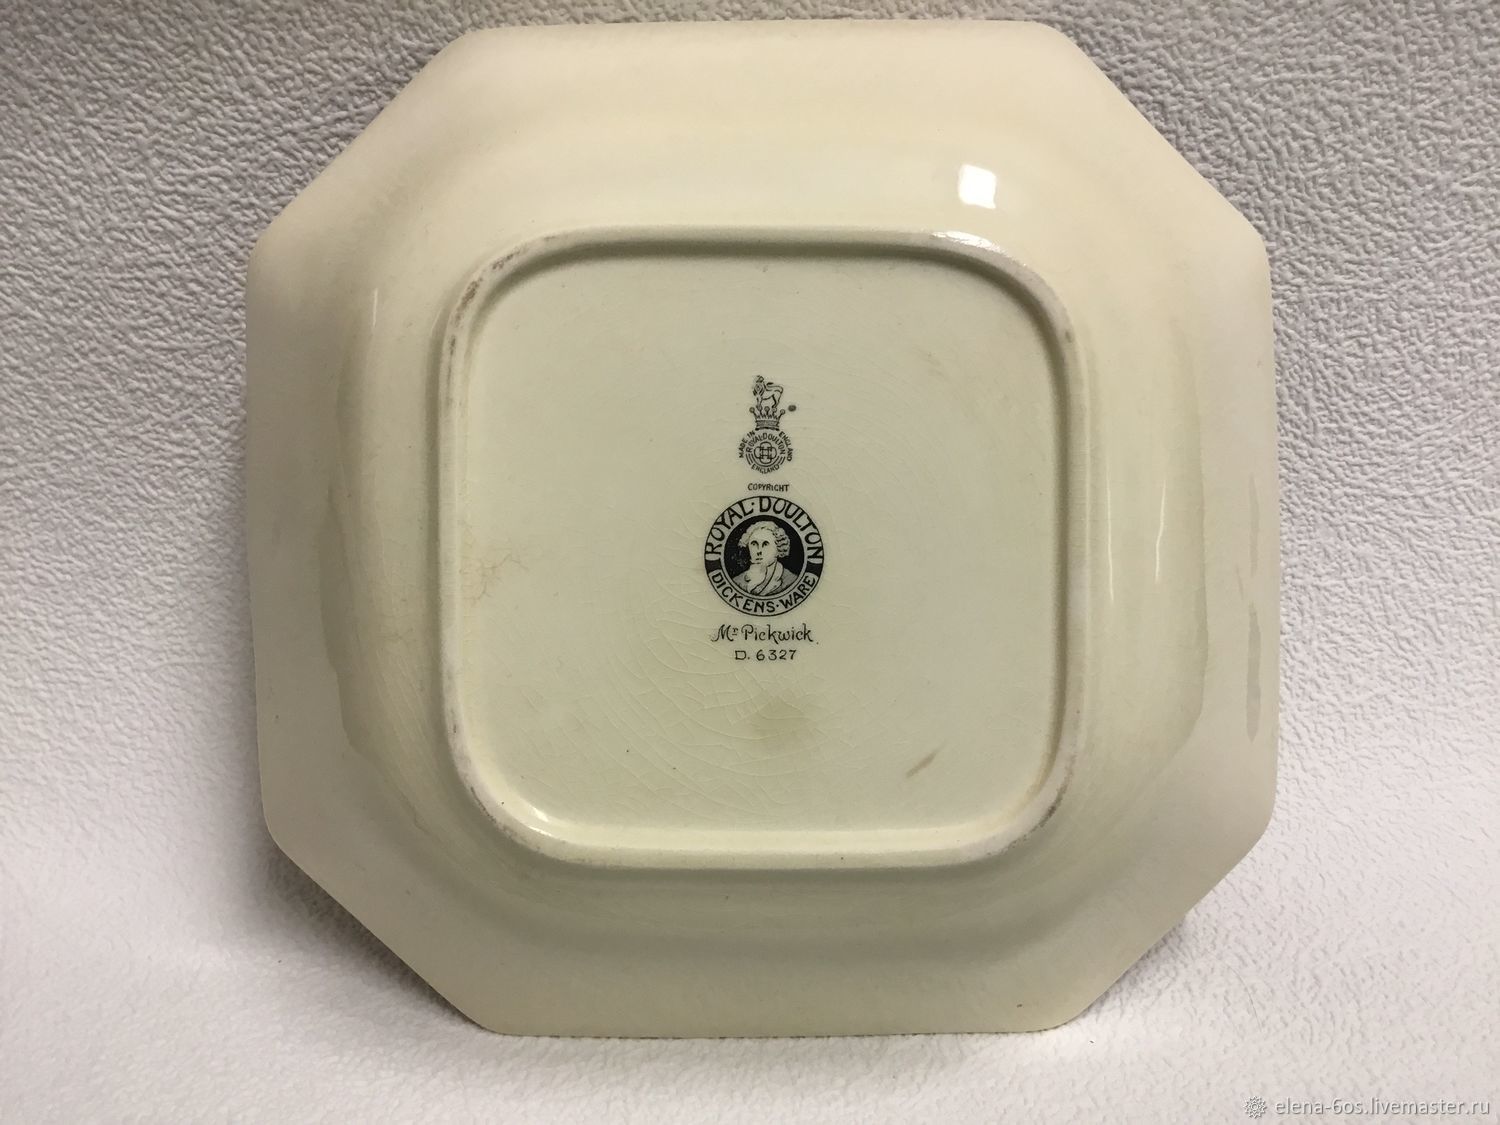 MADE IN ENGLAND
ROYAL DOULTON
ENGLAND
COPYRIGHT
ROYAL·DOULTON
DICKENS·WARE
Mr Pickwick.
D. 6327
elena-6os.livemaster.ru